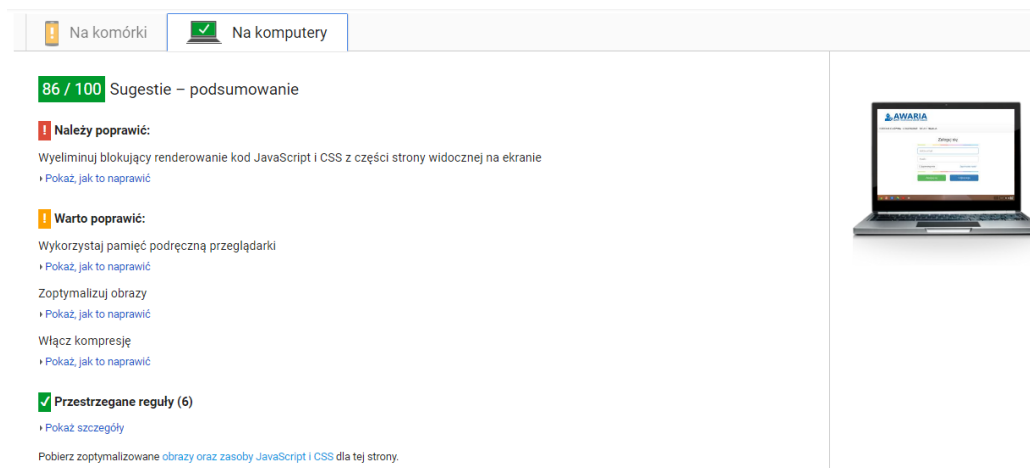 Na komórki
Na komputery
86 / 100 Sugestie – podsumowanie
! Należy poprawić:
Wyeliminuj blokujący renderowanie kod JavaScript i CSS z części strony widocznej na ekranie
Pokaż, jak to naprawić
! Warto poprawić:
Wykorzystaj pamięć podręczną przeglądarki
Pokaż, jak to naprawić
Zoptymalizuj obrazy
Pokaż, jak to naprawić
Włącz kompresję
Pokaż, jak to naprawić
Przestrzegane reguły (6)
Pokaż szczegóły
Pobierz zoptymalizowane obrazy oraz zasoby JavaScript i CSS dla tej strony.
AWARIA
Zaloguj się